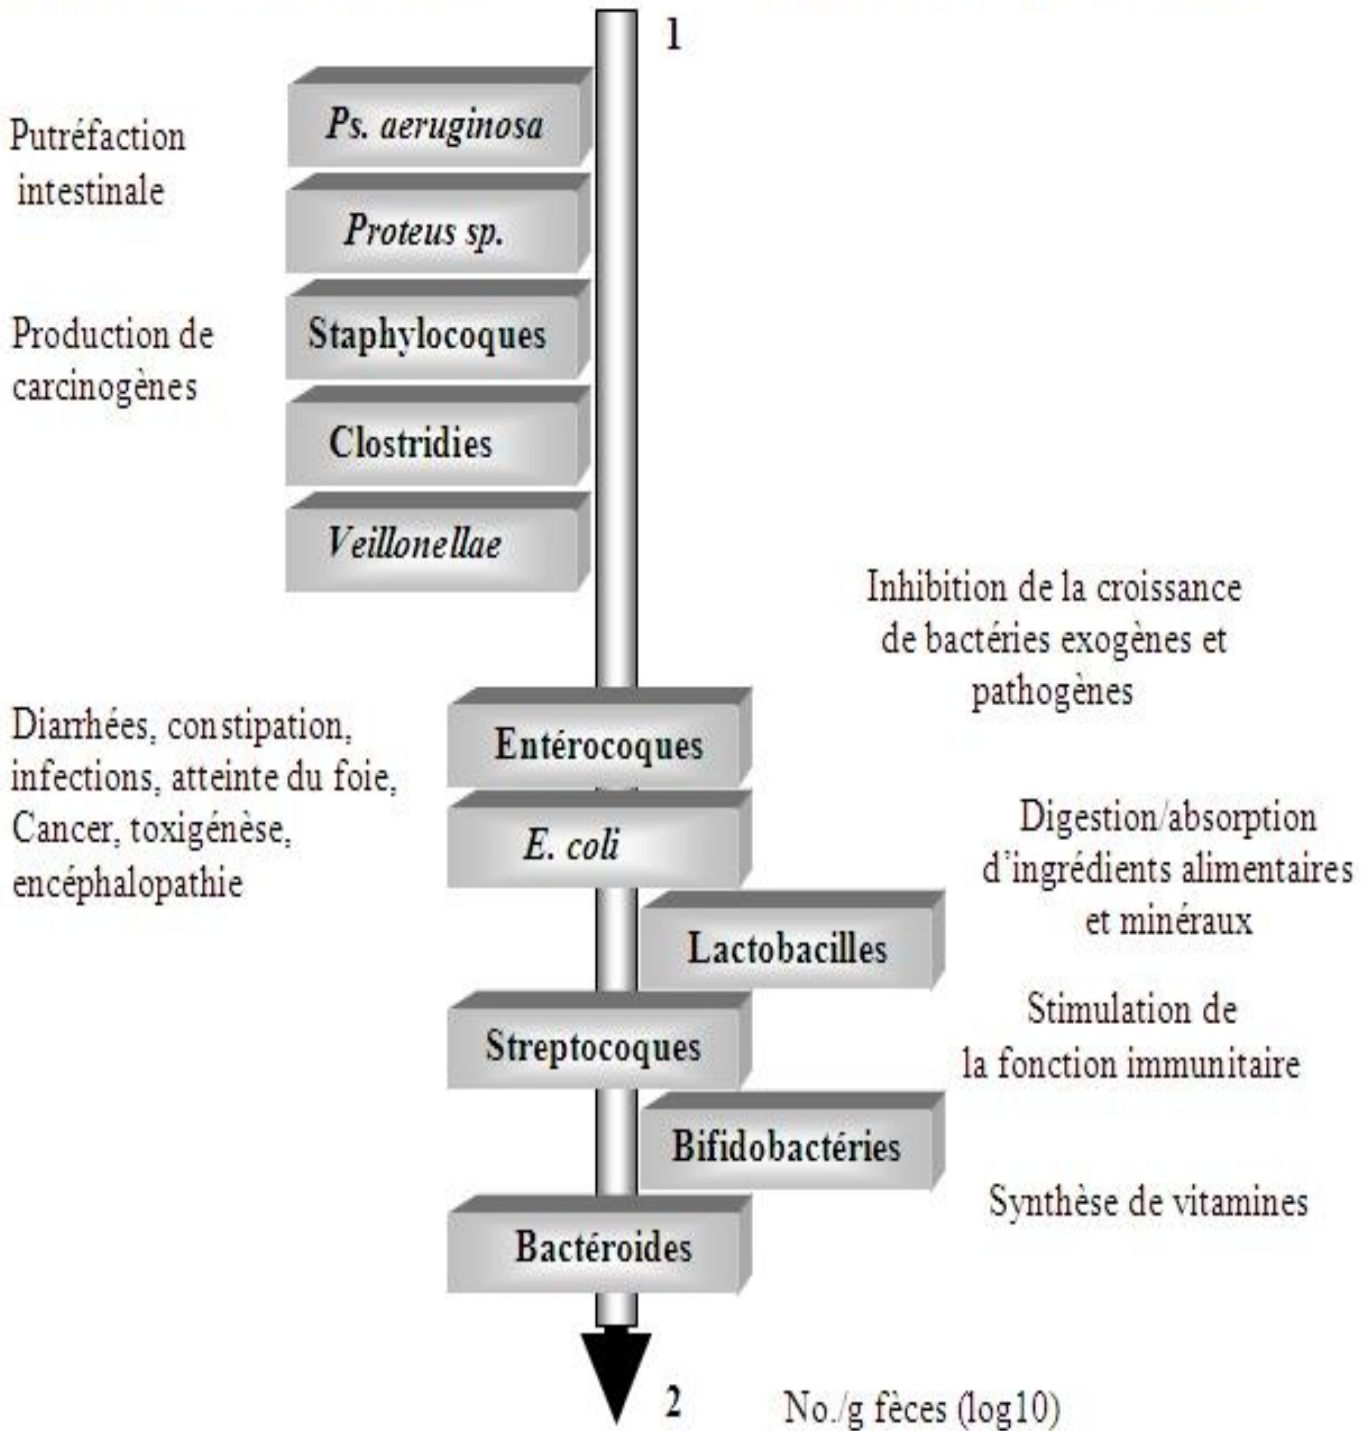 1
Ps. aeruginosa
Putréfaction
intestinale
Proteus sp.
Production de
carcinogènes
Staphylocoques
Clostridies
Veillonellae
Inhibition de la croissance
de bactéries exogènes et
pathogènes
Diarrhées, constipation,
infections, atteinte du foie,
Cancer, toxigénèse,
encéphalopathie
Entérocoques
E. coli
Digestion/absorption
d'ingrédients alimentaires
et minéraux
Lactobacilles
Stimulation de
la fonction immunitaire
Streptocoques
Bifidobactéries
Synthèse de vitamines
Bactéroides
2
No./g fèces (log10)